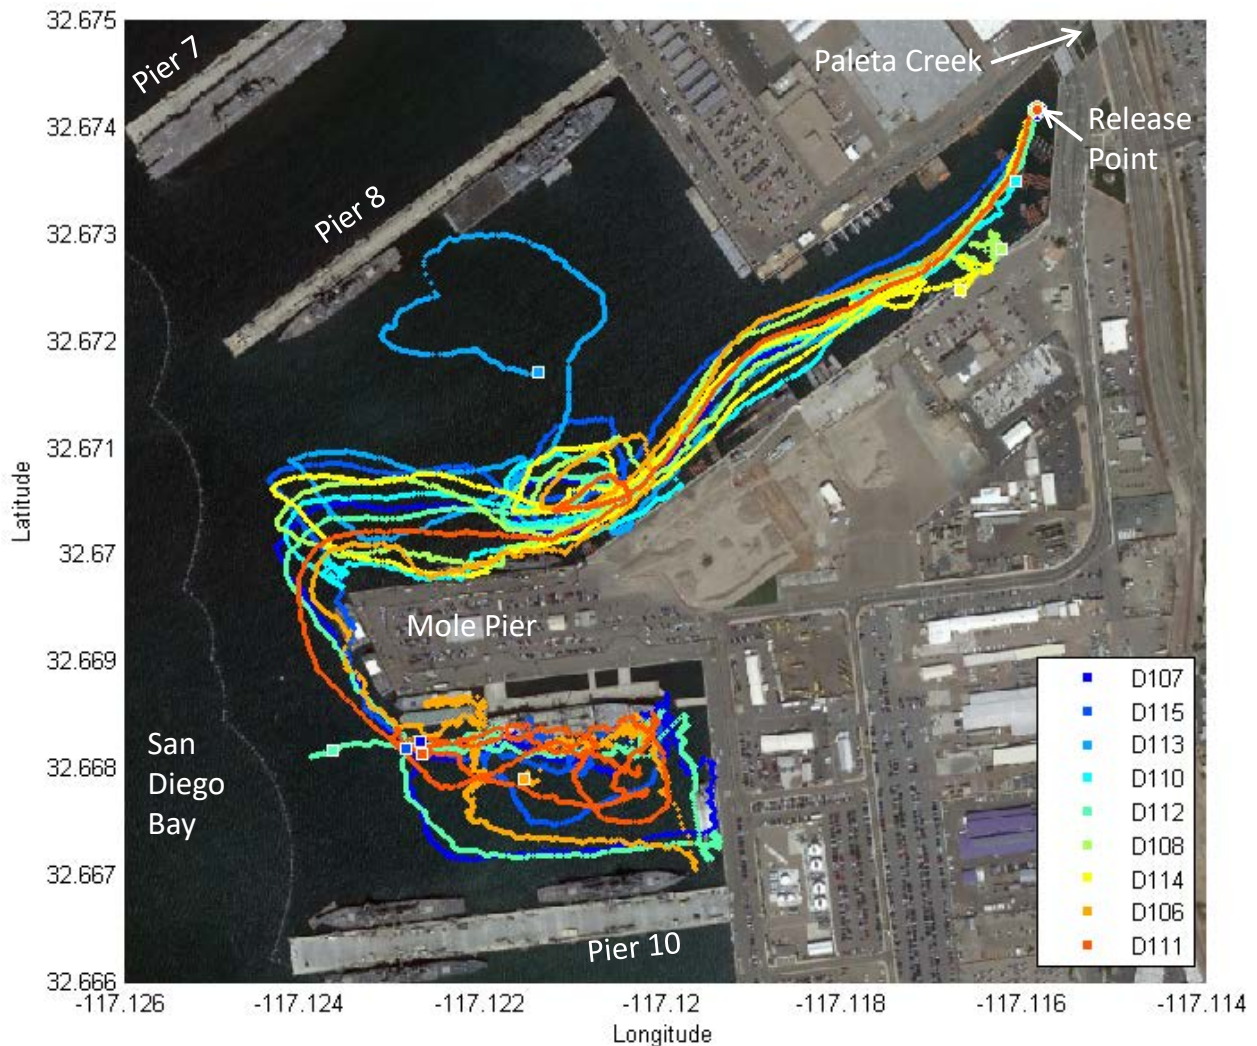 32.675
32.674
32.673
32.672
32.671
32.67
32.669
32.668
32.667
32.666
Latitude
-117.126
-117.124
-117.122
-117.12
-117.118
-117.116
-117.114
Longitude
Pier 7
Pier 8
Paleta Creek
Release
Point
Mole Pier
San
Diego
Bay
Pier 10
D107
D115
D113
D110
D112
D108
D114
D106
D111